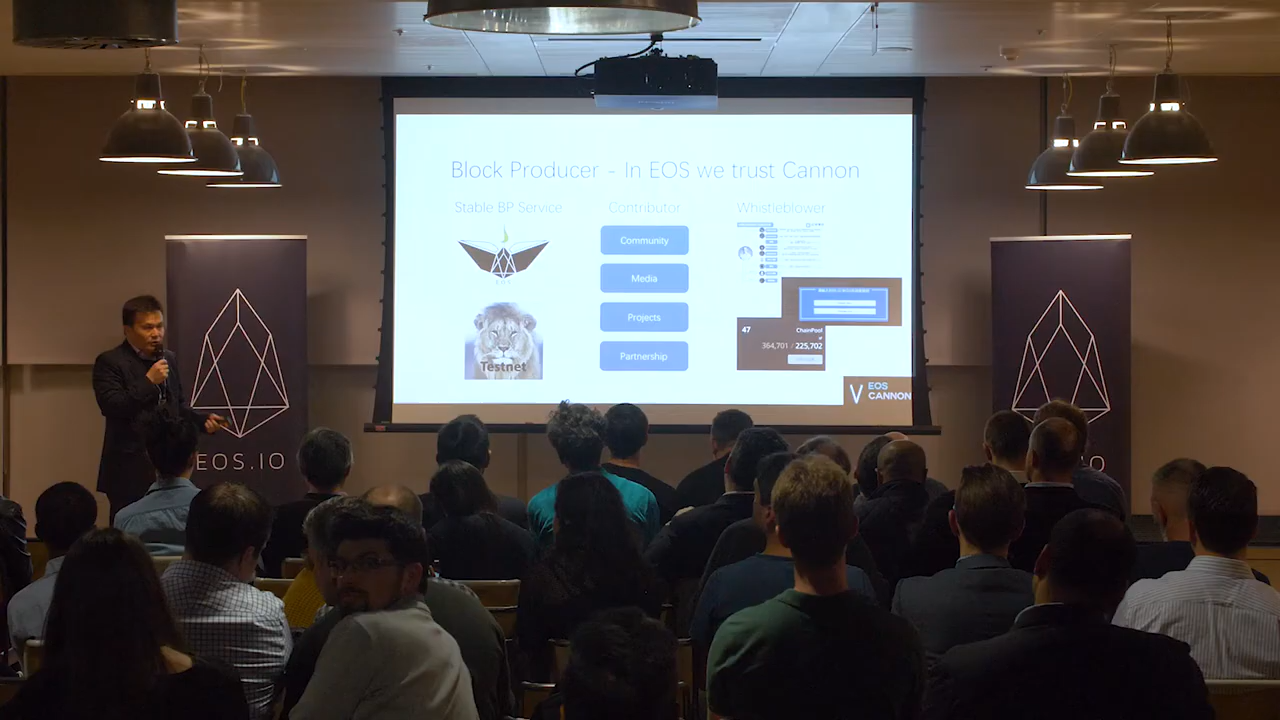 Block Producer - In EOS we trust Cannon
Stable BP Service
Contributor
Whistleblower
Community
Media
Projects
Partnership
Testnet
47
ChainPool
364,701 / 225,702
EOS
CANNON
EOS.IO